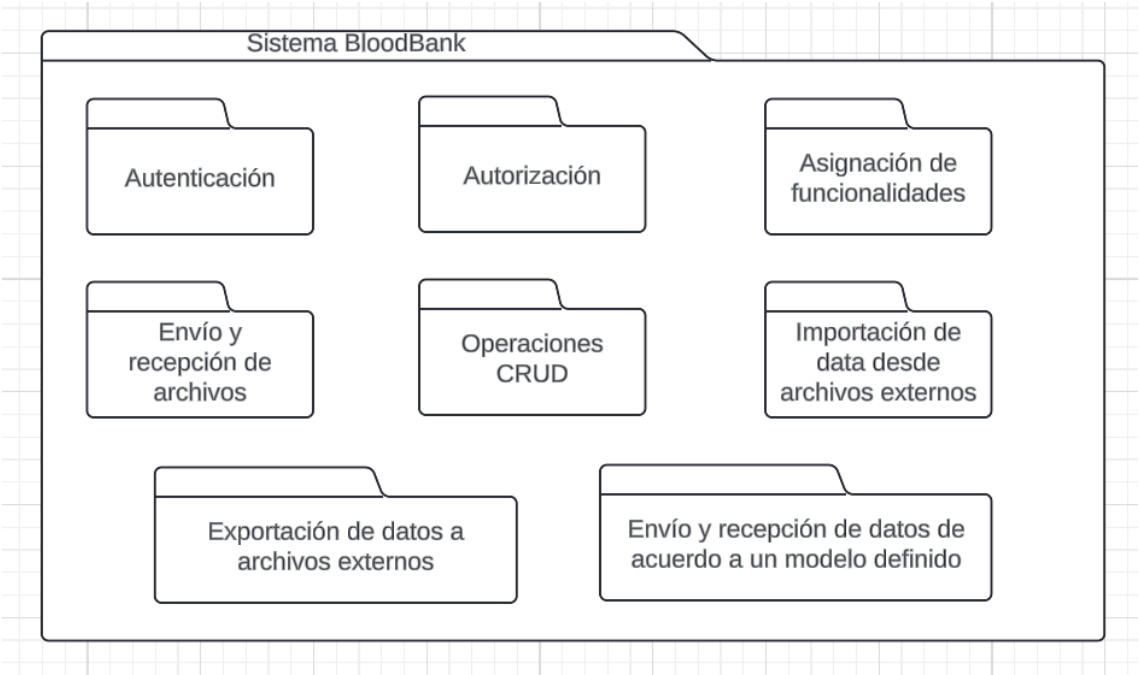 Sistema BloodBank
Autenticación
Autorización
Asignación de
funcionalidades
Envío y
recepción de
archivos
Operaciones
CRUD
Importación de
data desde
archivos externos
Exportación de datos a
archivos externos
Envío y recepción de datos de
acuerdo a un modelo definido